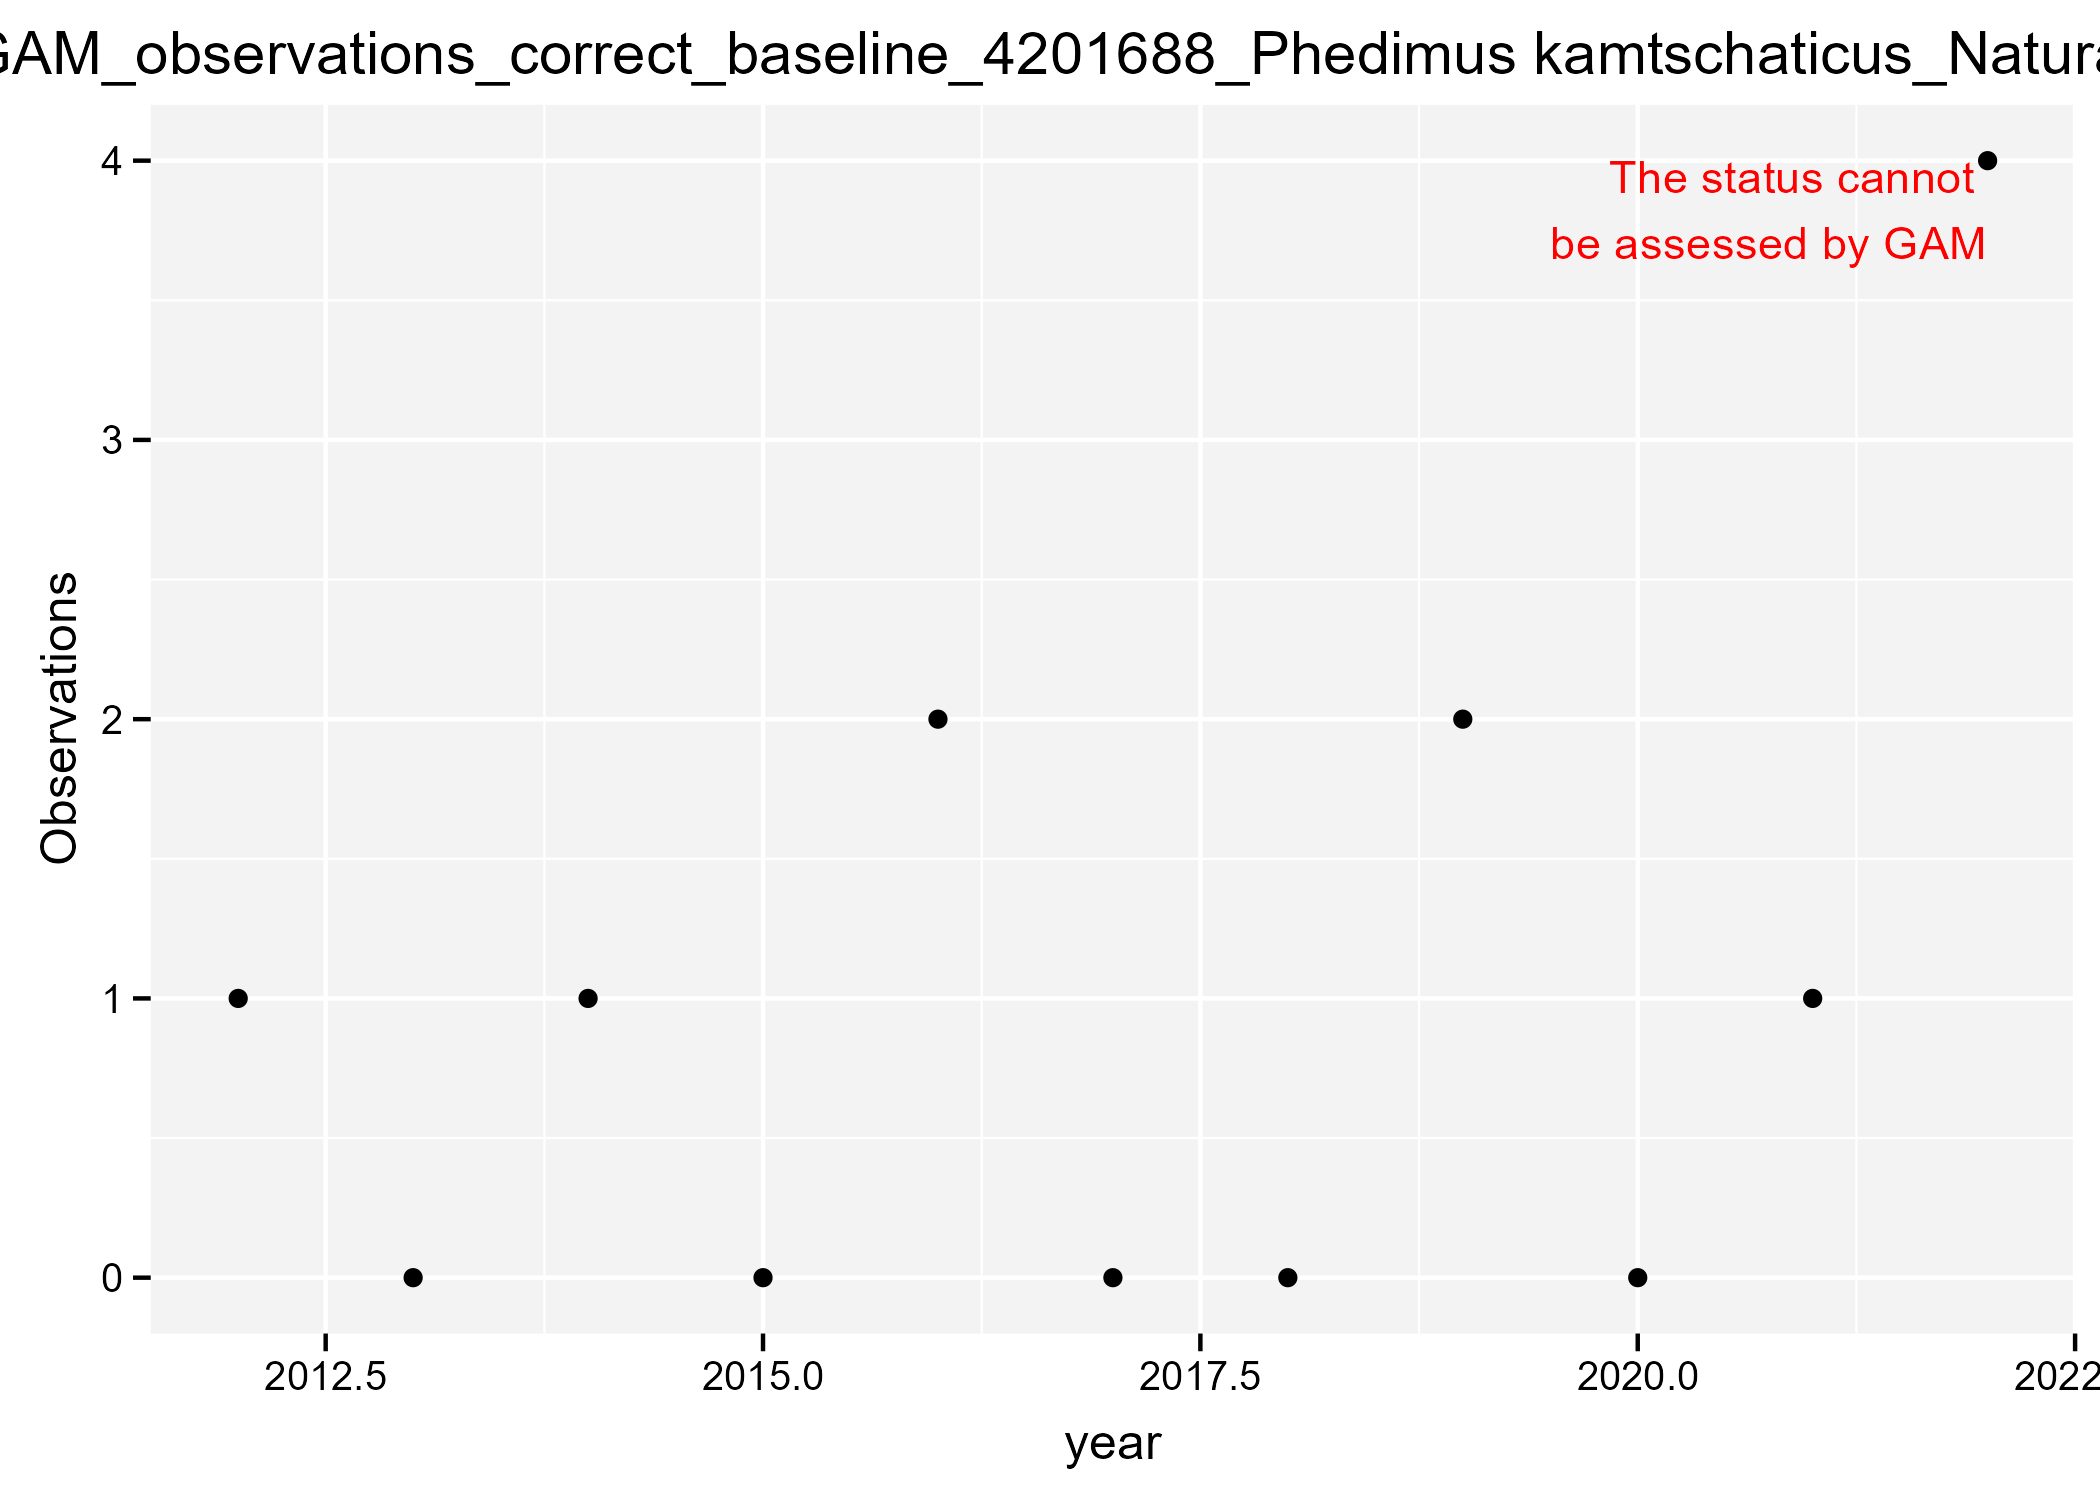 GAM_observations_correct_baseline_4201688_Phedimus kamtschaticus_Natura
4
The status cannot
be assessed by GAM
3
Observations
2
1
0
2012.5 2015.0 2017.5 2020.0 2022
year